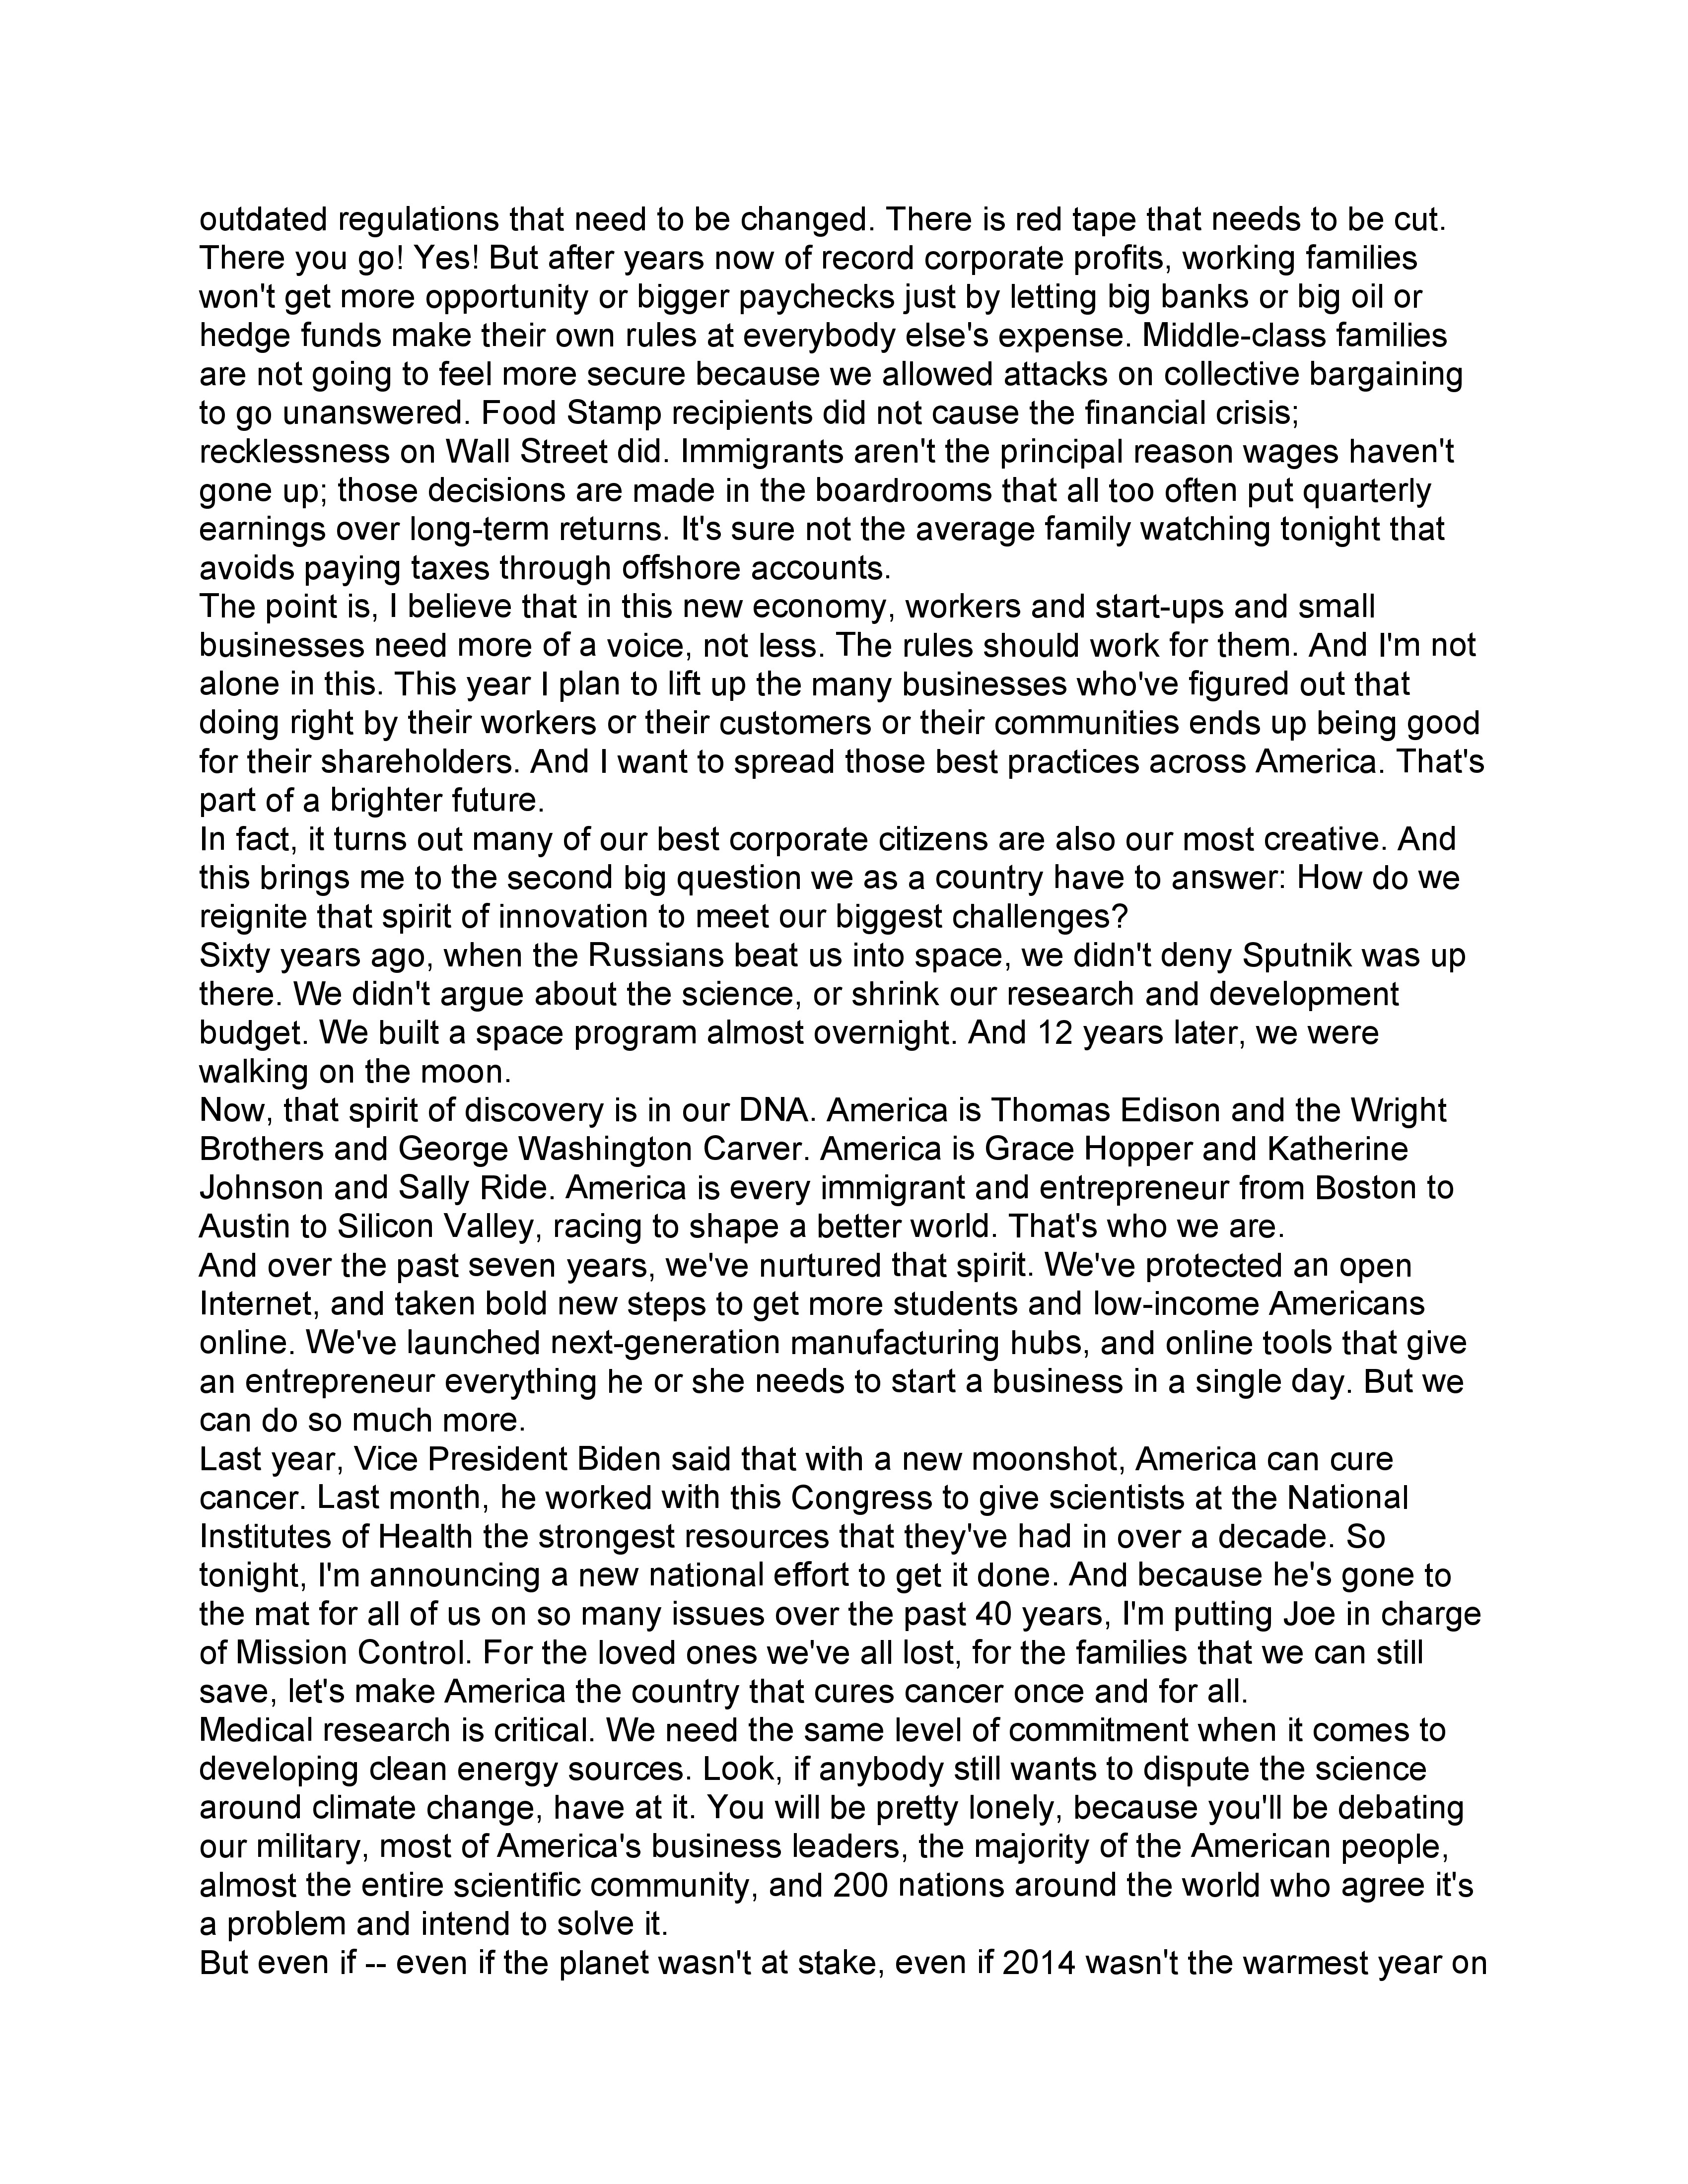 outdated regulations that need to be changed. There is red tape that needs to be cut.
There you go! Yes! But after years now of record corporate profits, working families
won't get more opportunity or bigger paychecks just by letting big banks or big oil or
hedge funds make their own rules at everybody else's expense. Middle-class families
are not going to feel more secure because we allowed attacks on collective bargaining
to go unanswered. Food Stamp recipients did not cause the financial crisis;
recklessness on Wall Street did. Immigrants aren't the principal reason wages haven't
gone up; those decisions are made in the boardrooms that all too often put quarterly
earnings over long-term returns. It's sure not the average family watching tonight that
avoids paying taxes through offshore accounts.
The point is, I believe that in this new economy, workers and start-ups and small
businesses need more of a voice, not less. The rules should work for them. And I'm not
alone in this. This year I plan to lift up the many businesses who've figured out that
doing right by their workers or their customers or their communities ends up being good
for their shareholders. And I want to spread those best practices across America. That's
part of a brighter future.
In fact, it turns out many of our best corporate citizens are also our most creative. And
this brings me to the second big question we as a country have to answer: How do we
reignite that spirit of innovation to meet our biggest challenges?
Sixty years ago, when the Russians beat us into space, we didn't deny Sputnik was up
there. We didn't argue about the science, or shrink our research and development
budget. We built a space program almost overnight. And 12 years later, we were
walking on the moon.
Now, that spirit of discovery is in our DNA. America is Thomas Edison and the Wright
Brothers and George Washington Carver. America is Grace Hopper and Katherine
Johnson and Sally Ride. America is every immigrant and entrepreneur from Boston to
Austin to Silicon Valley, racing to shape a better world. That's who we are.
And over the past seven years, we've nurtured that spirit. We've protected an open
Internet, and taken bold new steps to get more students and low-income Americans
online. We've launched next-generation manufacturing hubs, and online tools that give
an entrepreneur everything he or she needs to start a business in a single day. But we
can do so much more.
Last year, Vice President Biden said that with a new moonshot, America can cure
cancer. Last month, he worked with this Congress to give scientists at the National
Institutes of Health the strongest resources that they've had in over a decade. So
tonight, I'm announcing a new national effort to get it done. And because he's gone to
the mat for all of us on so many issues over the past 40 years, I'm putting Joe in charge
of Mission Control. For the loved ones we've all lost, for the families that we can still
save, let's make America the country that cures cancer once and for all.
Medical research is critical. We need the same level of commitment when it comes to
developing clean energy sources. Look, if anybody still wants to dispute the science
around climate change, have at it. You will be pretty lonely, because you'll be debating
our military, most of America's business leaders, the majority of the American people,
almost the entire scientific community, and 200 nations around the world who agree it's
a problem and intend to solve it.
But even if -- even if the planet wasn't at stake, even if 2014 wasn't the warmest year on